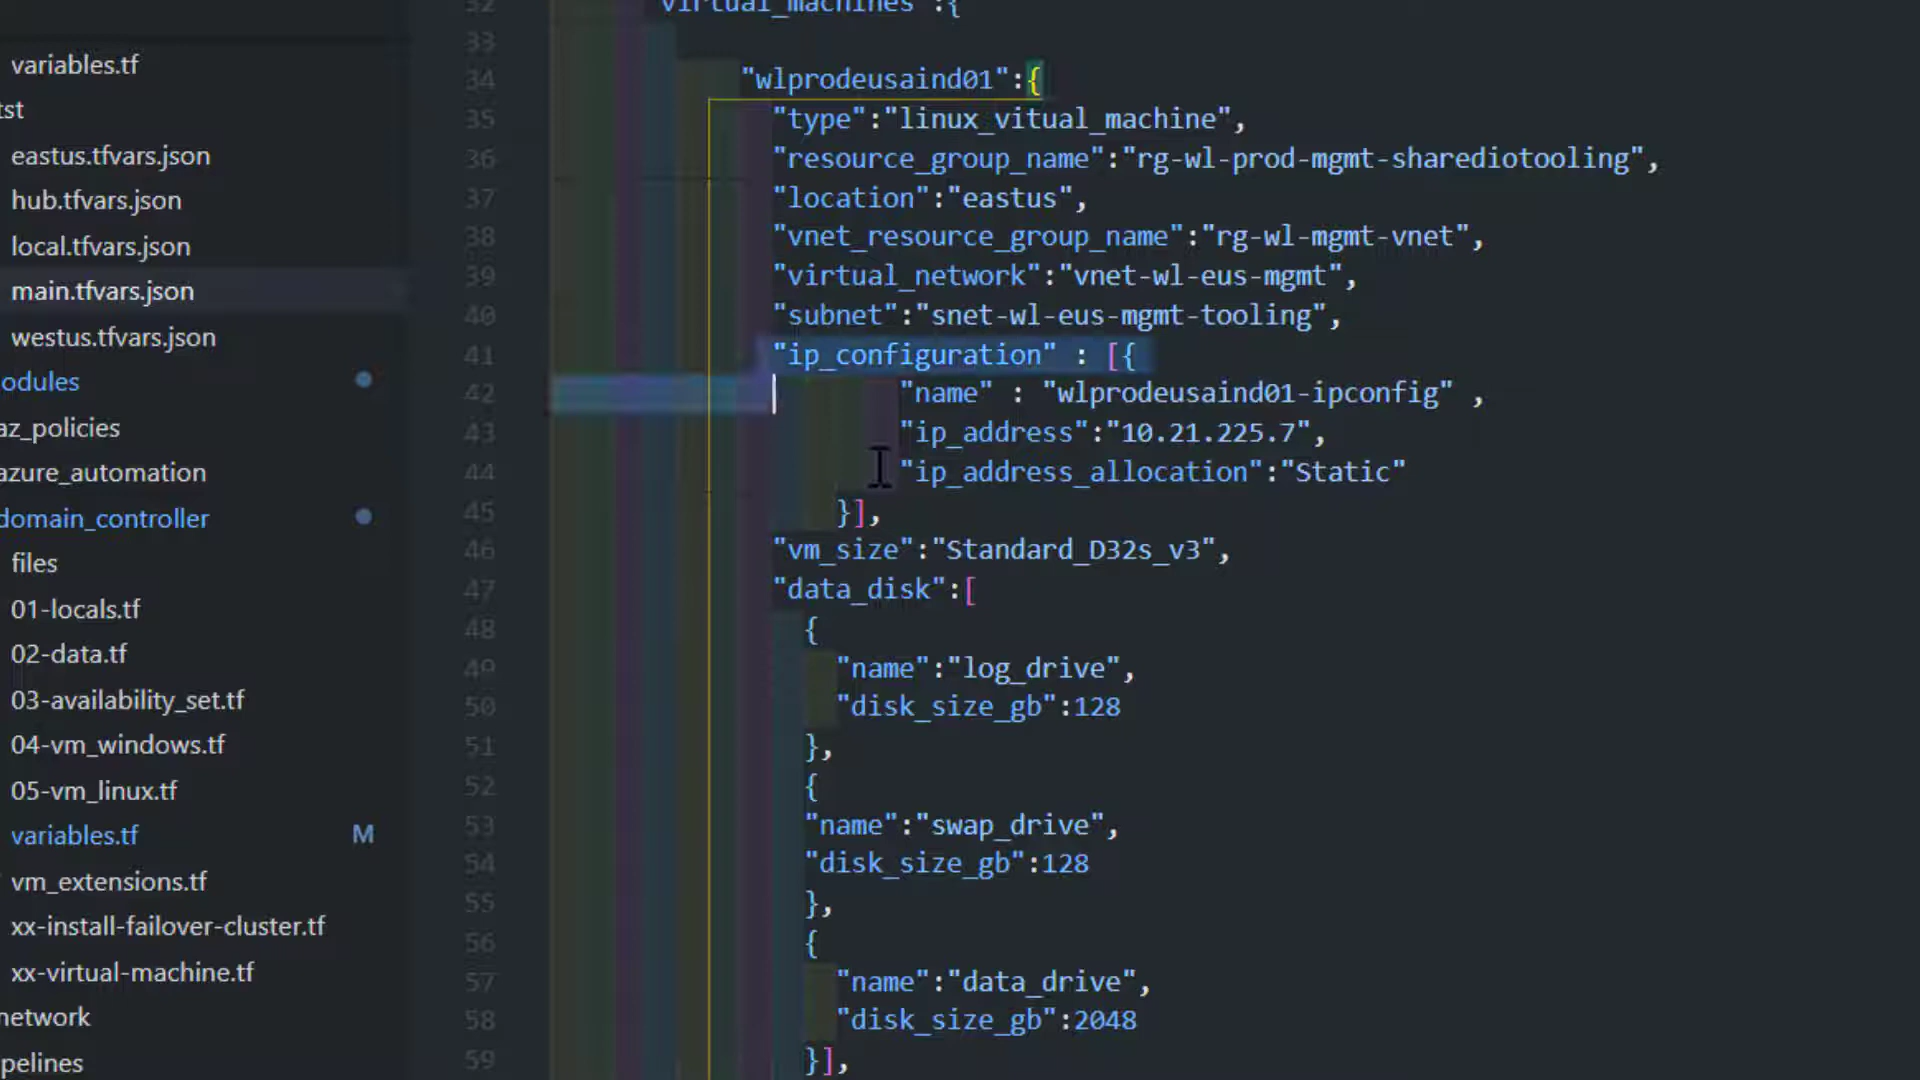 variables.tf
tst
eastus.tfvars.json
hub.tfvars.json
local.tfvars.json
main.tfvars.json
westus.tfvars.json
odules
az_policies
azure_automation
domain_controller
files
01-locals.tf
02-data.tf
03-availability_set.tf
04-vm_windows.tf
05-vm_linux.tf
variables.tf M
vm_extensions.tf
xx-install-failover-cluster.tf
xx-virtual-machine.tf
network
pelines
32 virtual_machines":{
33
34 "wlprodeusaind01":{
35 "type":"linux_vitual_machine",
36 "resource_group_name":"rg-wl-prod-mgmt-sharediotooling",
37 "location":"eastus",
38 "vnet_resource_group_name":"rg-wl-mgmt-vnet",
39 "virtual_network":"vnet-wl-eus-mgmt",
40 "subnet":"snet-wl-eus-mgmt-tooling",
41 "ip_configuration" : [{
42 "name" : "wlprodeusaind01-ipconfig" ,
43 "ip_address":"10.21.225.7",
44 "ip_address_allocation":"Static"
45 }],
46 "vm_size":"Standard_D32s_v3",
47 "data_disk":[
48 {
49 "name":"log_drive",
50 "disk_size_gb":128
51 },
52 {
53 "name":"swap_drive",
54 "disk_size_gb":128
55 },
56 {
57 "name":"data_drive",
58 "disk_size_gb":2048
59 }],